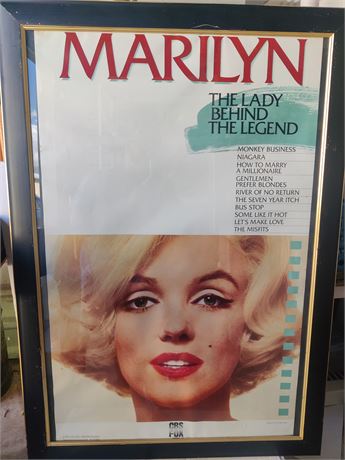 MARILYN
THE LADY
BEHIND
THE LEGEND
MONKEY BUSINESS
NIAGARA
HOW TO MARRY
A MILLIONAIRE
GENTLEMEN
PREFER BLONDES
RIVER OF NO RETURN
THE SEVEN YEAR ITCH
BUS STOP
SOME LIKE IT HOT
LET'S MAKE LOVE
THE MISFITS
CBS
FOX